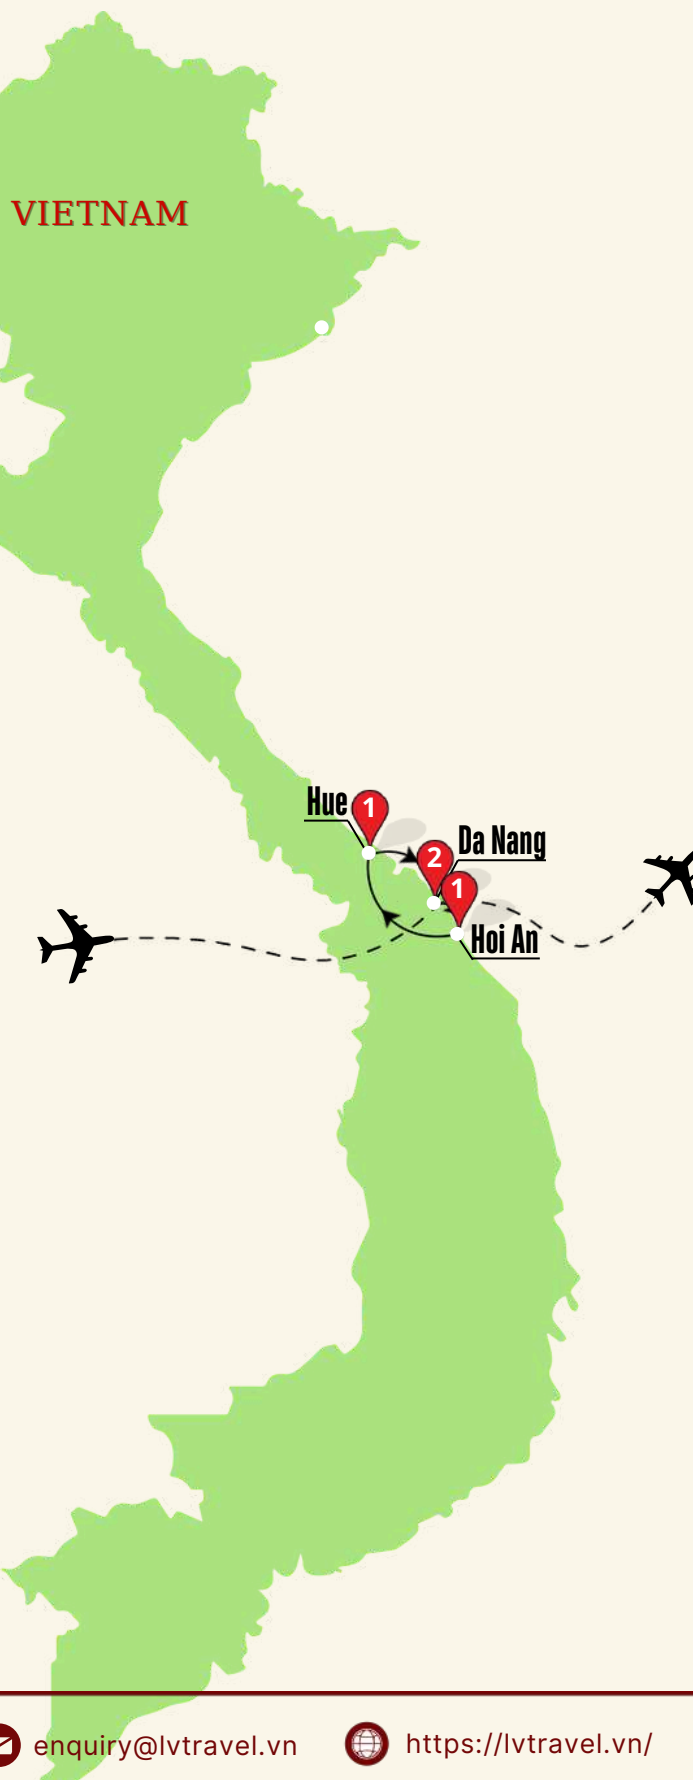 VIETNAM
Hue
1
2
Da Nang
1
Hoi An
enquiry@lvtravel.vn
https://lvtravel.vn/